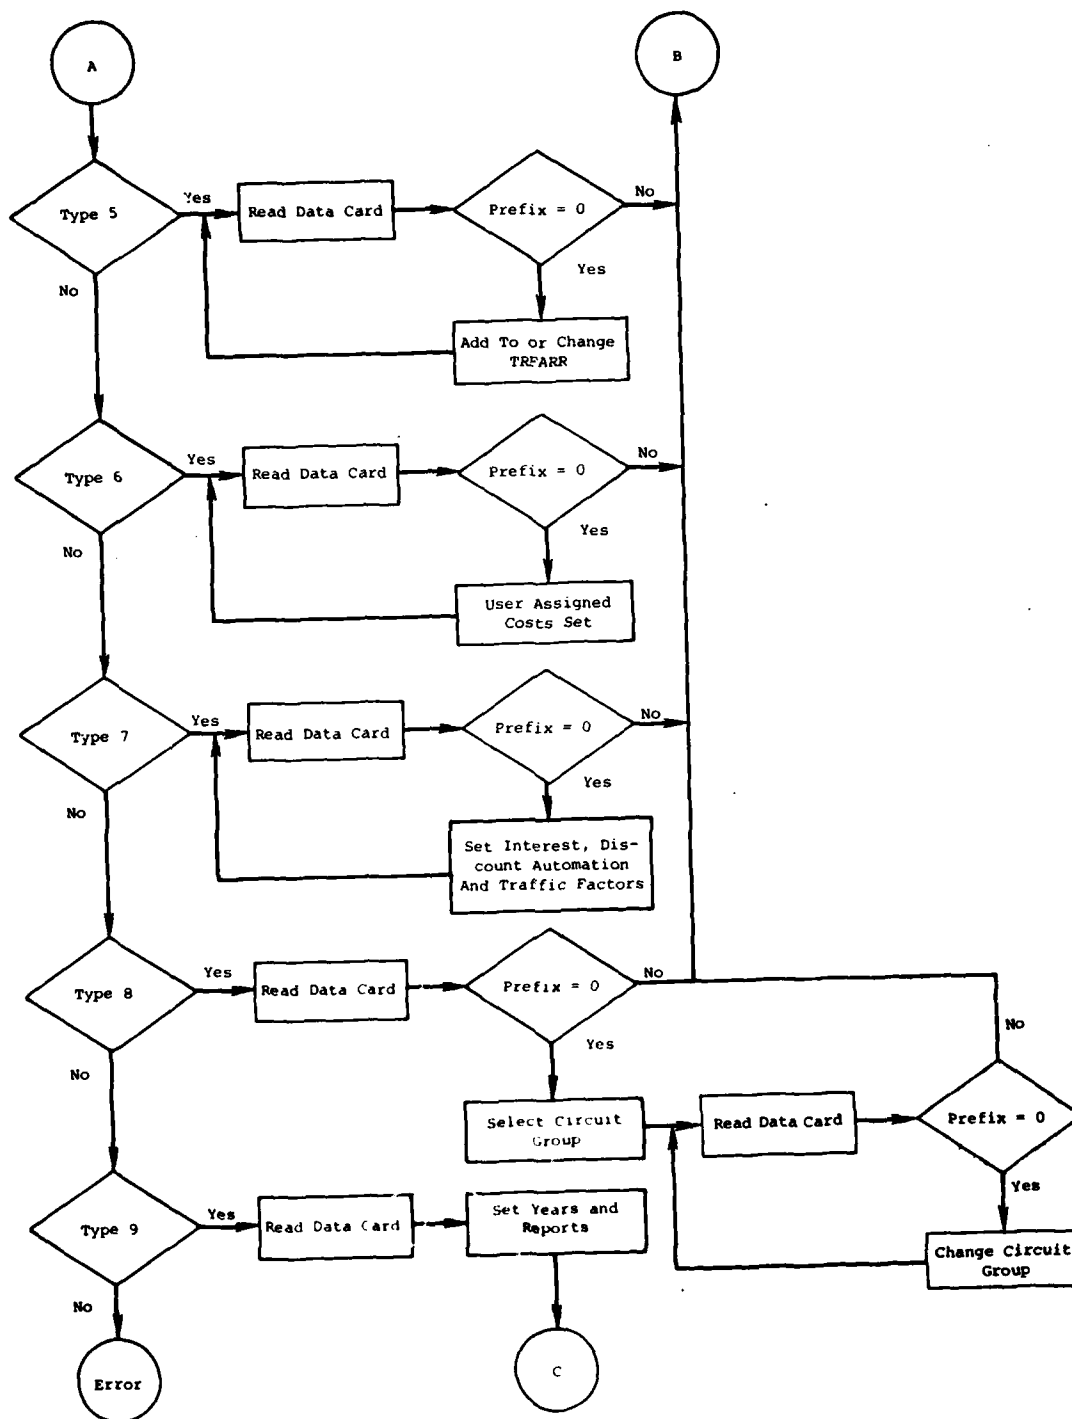 A
B
Type 5
Yes
Read Data Card
Prefix = 0
No
No
Yes
Add To or Change
TRFARR
Type 6
Yes
Read Data Card
Prefix = 0
No
No
Yes
User Assigned
Costs Set
Type 7
Yes
Read Data Card
Prefix = 0
No
No
Yes
Set Interest, Dis-
count Automation
And Traffic Factors
Type 8
Yes
Read Data Card
Prefix = 0
No
No
No
Yes
Select Circuit
Group
Read Data Card
Prefix = 0
Yes
Change Circuit
Group
Type 9
Yes
Read Data Card
Set Years and
Reports
No
Error
C